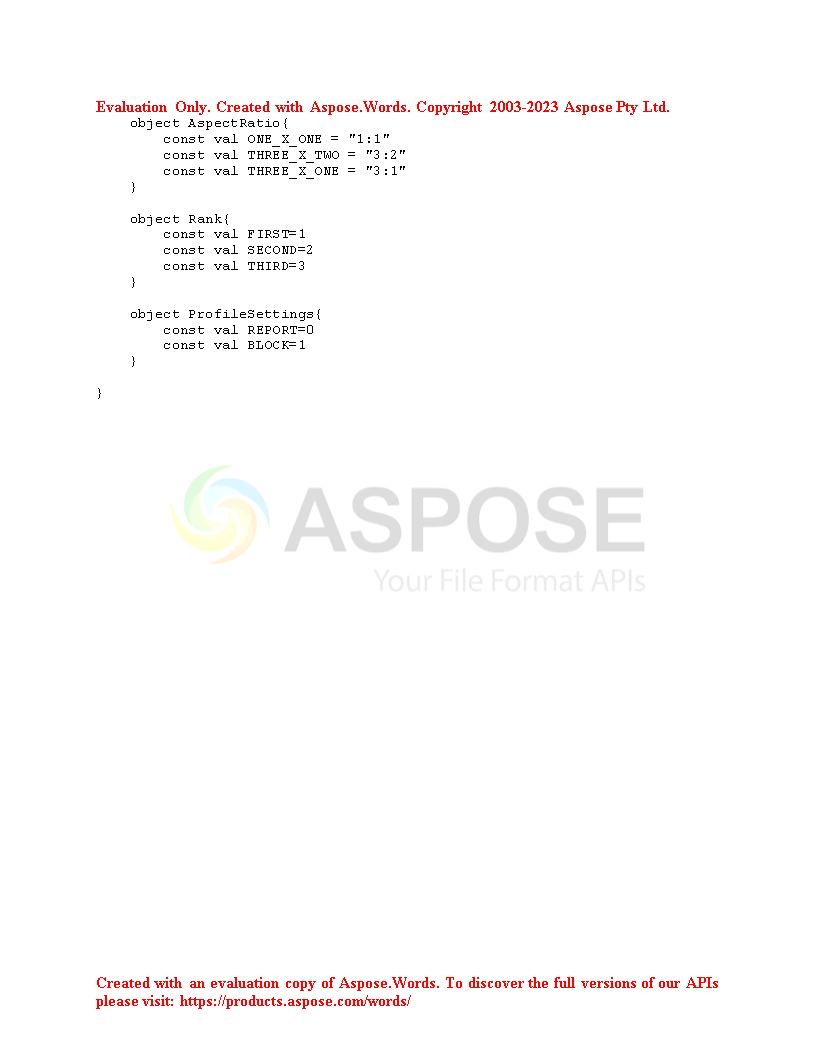 Evaluation Only. Created with Aspose.Words. Copyright 2003-2023 Aspose Pty Ltd.
    object AspectRatio{
        const val ONE_X_ONE = "1:1"
        const val THREE_X_TWO = "3:2"
        const val THREE_X_ONE = "3:1"
    }

    object Rank{
        const val FIRST=1
        const val SECOND=2
        const val THIRD=3
    }

    object ProfileSettings{
        const val REPORT=0
        const val BLOCK=1
    }

}
ASPOSE
Your File Format APIs
Created with an evaluation copy of Aspose.Words. To discover the full versions of our APIs
please visit: https://products.aspose.com/words/